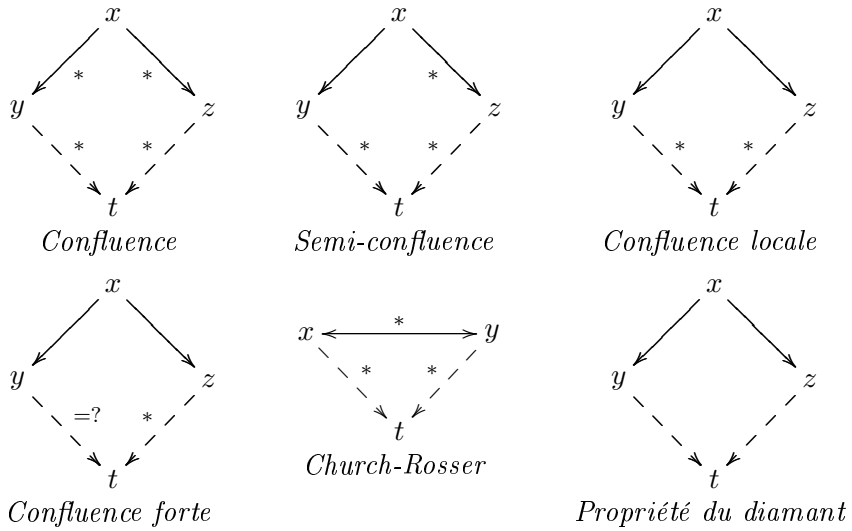 x x x
* * *
y z y z y z
* * * * * *
t t t
Confluence Semi-confluence Confluence locale
x x
*
x y
y z * * y z
=? *
t
Church-Rosser
t t
Confluence forte Propriété du diamant